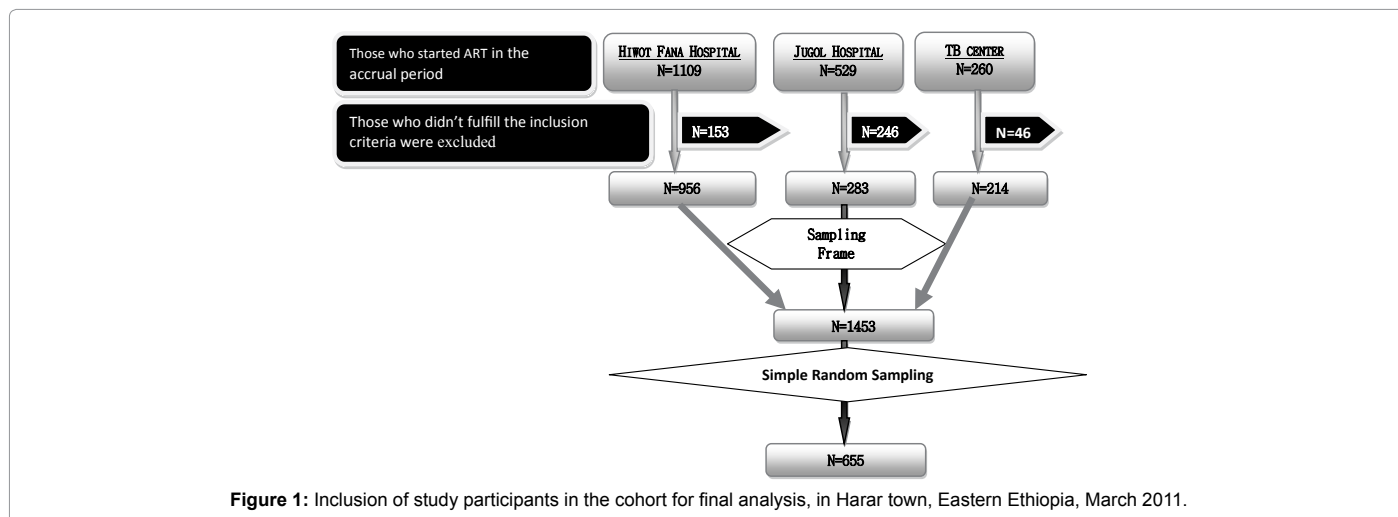 Those who started ART in the
accrual period
HIWOT FANA HOSPITAL
N=1109
JUGOL HOSPITAL
N=529
TB CENTER
N=260
Those who didn't fulfill the inclusion
criteria were excluded
N=153
N=246
N=46
N=956
N=283
N=214
Sampling
Frame
N=1453
Simple Random Sampling
N=655
Figure 1: Inclusion of study participants in the cohort for final analysis, in Harar town, Eastern Ethiopia, March 2011.